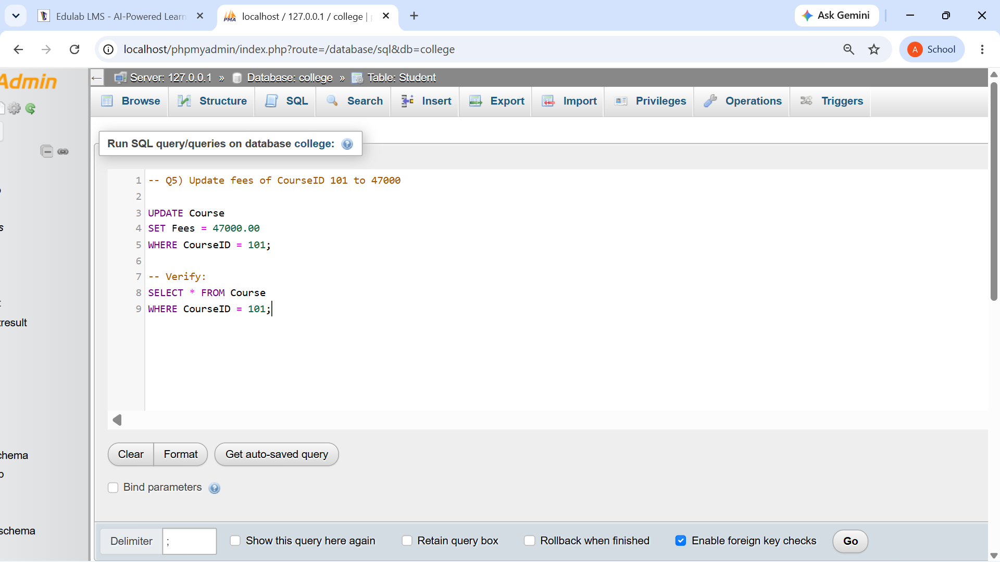 Edulab LMS - AI-Powered Learn
localhost / 127.0.0.1 / college |
Ask Gemini
localhost/phpmyadmin/index.php?route=/database/sql&db=college
A School
Admin
Server: 127.0.0.1 » Database: college » Table: Student
Browse Structure SQL Search Insert Export Import Privileges Operations Triggers
Run SQL query/queries on database college:
1 -- Q5) Update fees of CourseID 101 to 47000
2
3 UPDATE Course
4 SET Fees = 47000.00
5 WHERE CourseID = 101;
6
7 -- Verify:
8 SELECT * FROM Course
9 WHERE CourseID = 101;
s
result
hema
schema
Clear Format Get auto-saved query
Bind parameters
Delimiter ; Show this query here again Retain query box Rollback when finished Enable foreign key checks Go